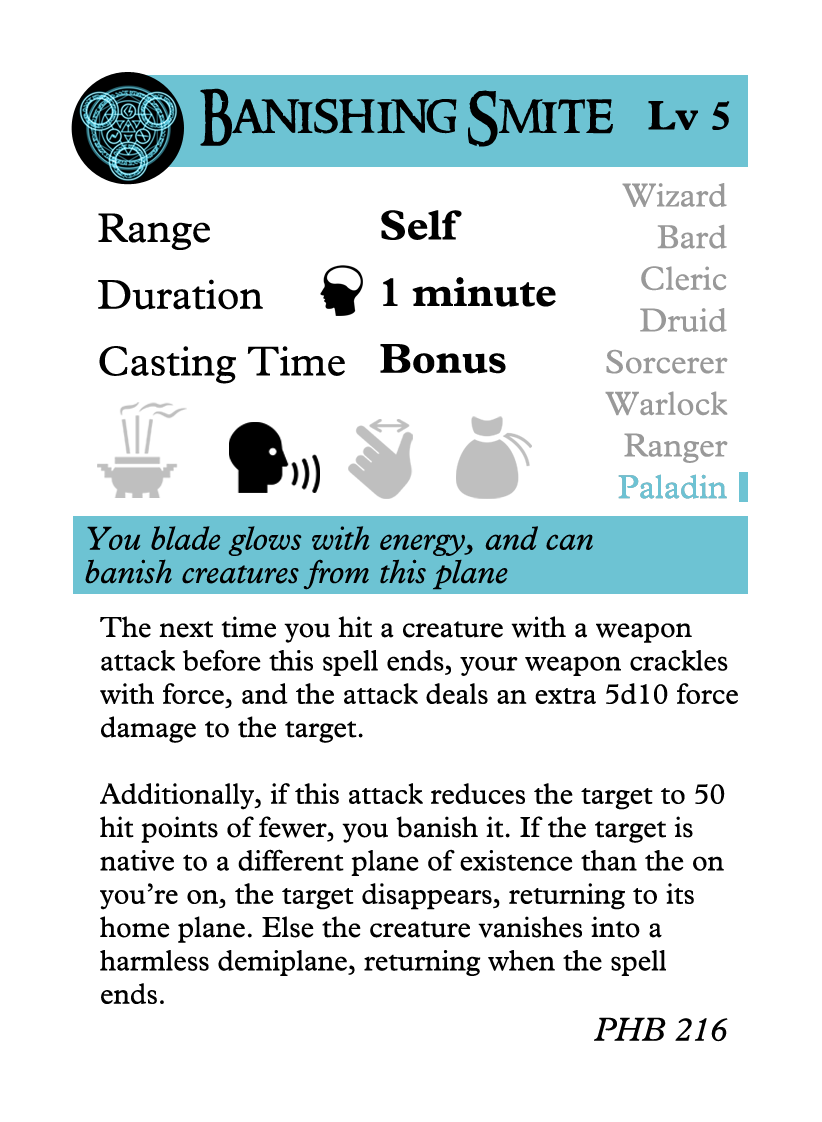 Banishing Smite Lv 5
Wizard
Range Self
Bard
Cleric
Duration 1 minute
Druid
Casting Time Bonus
Sorcerer
Warlock
Ranger
Paladin
You blade glows with energy, and can
banish creatures from this plane
The next time you hit a creature with a weapon
attack before this spell ends, your weapon crackles
with force, and the attack deals an extra 5d10 force
damage to the target.
Additionally, if this attack reduces the target to 50
hit points of fewer, you banish it. If the target is
native to a different plane of existence than the on
you're on, the target disappears, returning to its
home plane. Else the creature vanishes into a
harmless demiplane, returning when the spell
ends.
PHB 216